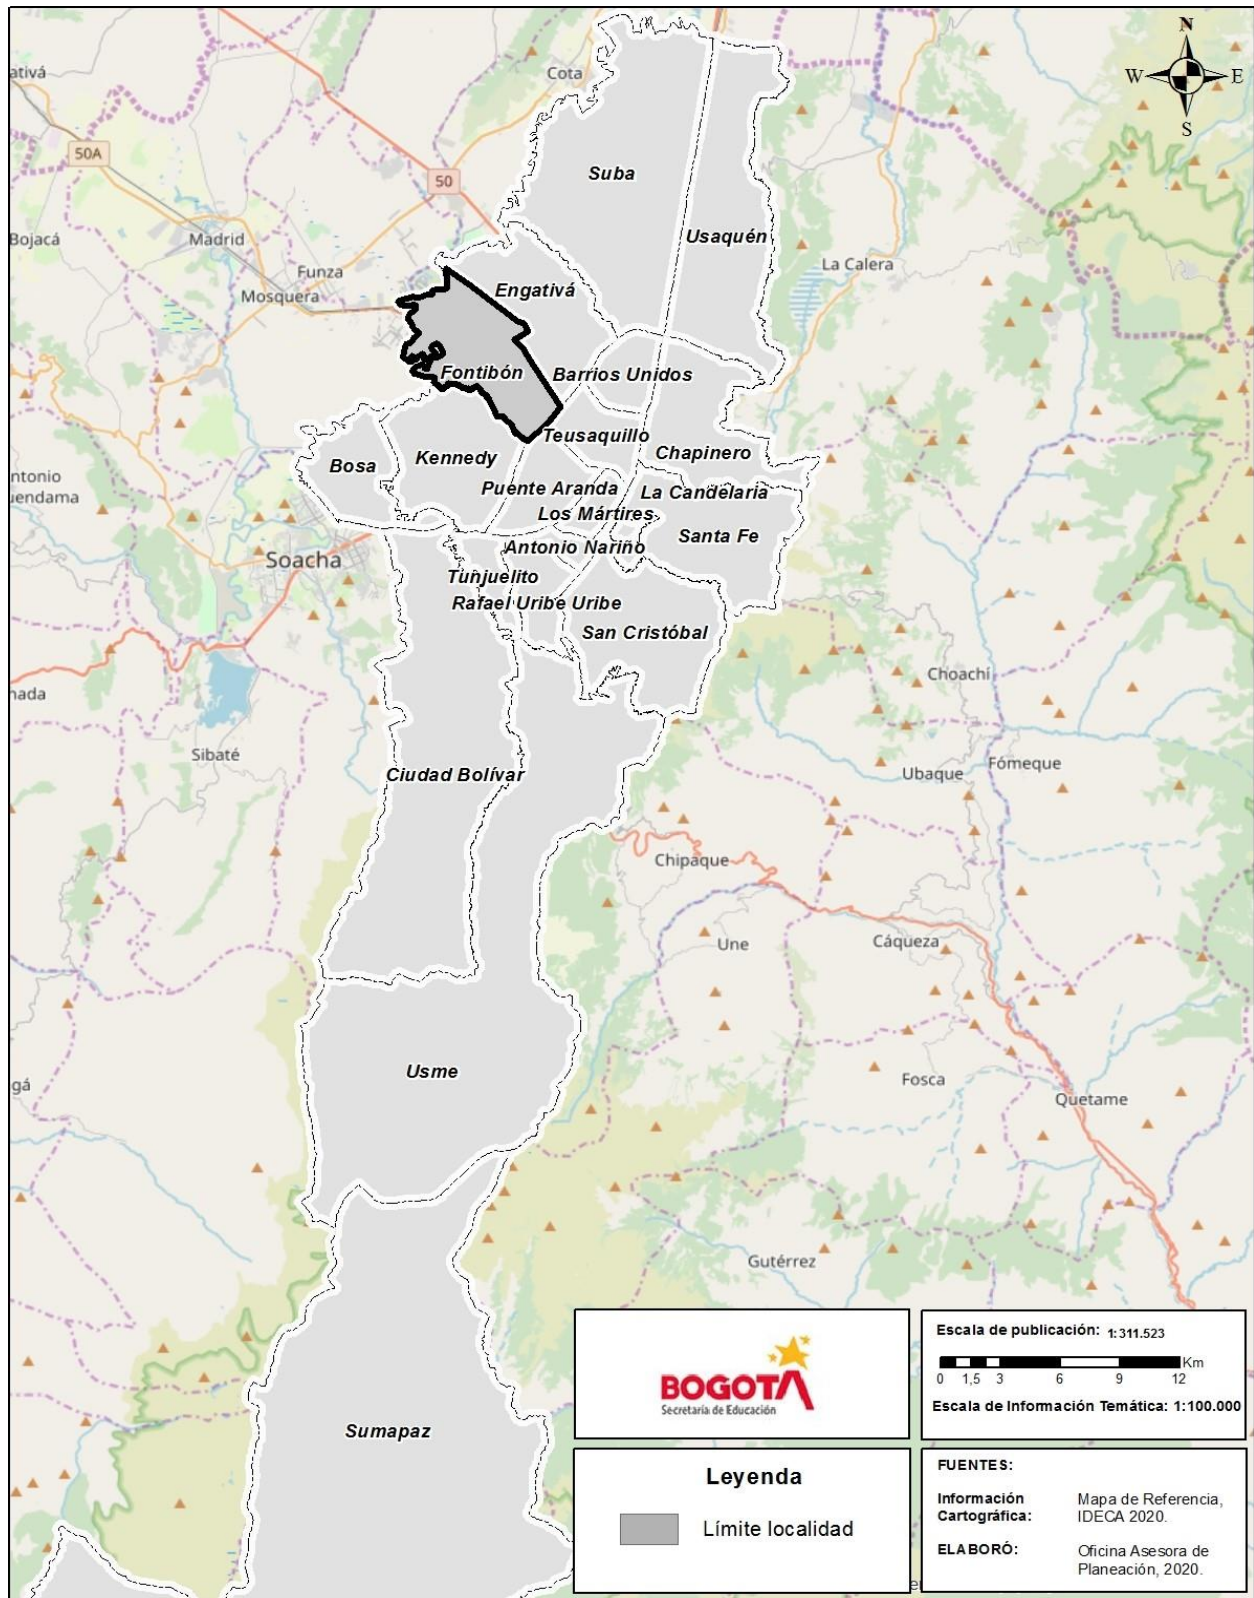 N
W
E
S
ativá
Cota
50A
50
Suba
Usaquén
Bojacá
Madrid
Funza
Mosquera
La Calera
Engativá
Fontibón
Barrios Unidos
Teusaquillo
Chapinero
Bosa
Kennedy
ntonio
uendama
Puente Aranda
La Candelaria
Los Mártires
Santa Fe
Soacha
Antonio Nariño
Tunjuelito
Rafael Uribe Uribe
San Cristóbal
Choachí
nada
Sibaté
Ciudad Bolívar
Ubaque
Fómeque
Chipaque
Une
Cáqueza
Usme
gá
Fosca
Quetame
Gutérrez
Sumapaz
BOGOTÁ
Secretaría de Educación
Escala de publicación: 1:311.523
Km
0 1,5 3 6 9 12
Escala de Información Temática: 1:100.000
Leyenda
Límite localidad
FUENTES:
Información
Cartográfica:
Mapa de Referencia,
IDECA 2020.
ELABORÓ:
Oficina Asesora de
Planeación, 2020.